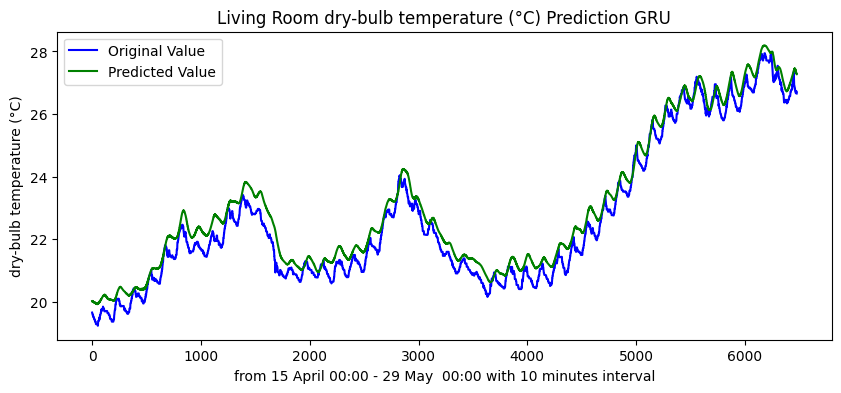 Living Room dry-bulb temperature (°C) Prediction GRU
Original Value
Predicted Value
dry-bulb temperature (°C)
28
26
24
22
20
0 1000 2000 3000 4000 5000 6000
from 15 April 00:00 - 29 May  00:00 with 10 minutes interval